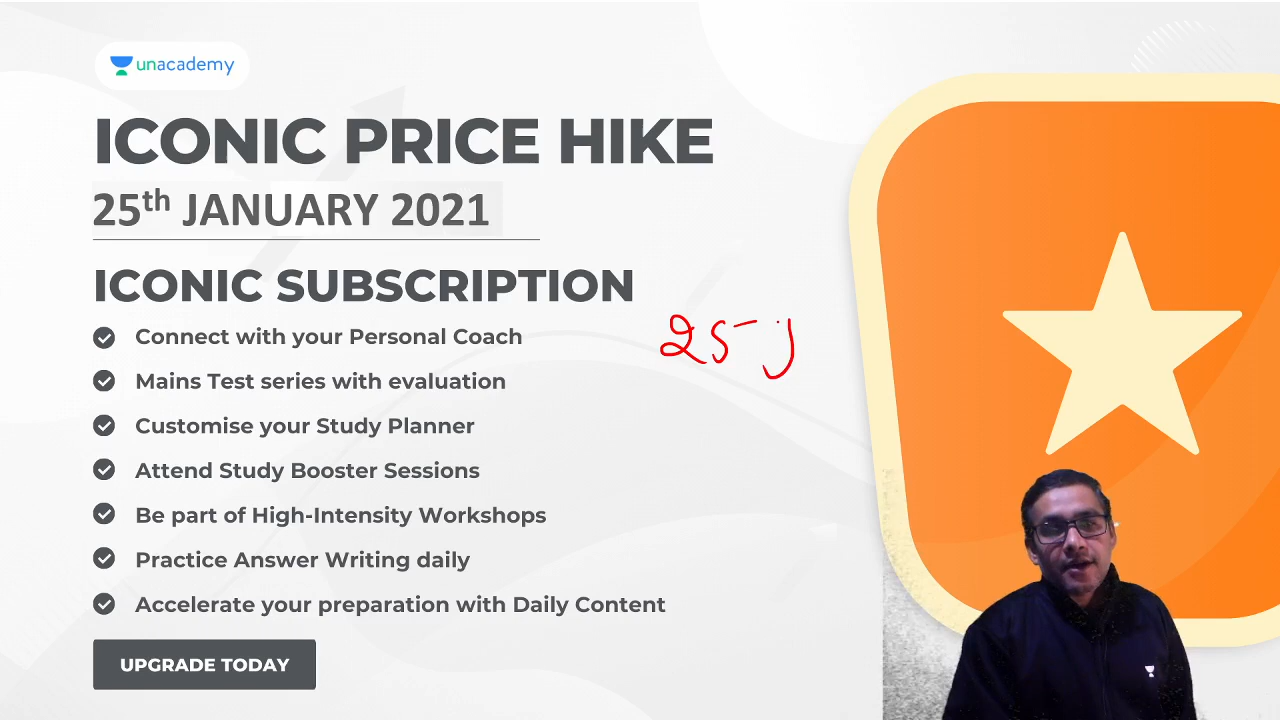 unacademy
ICONIC PRICE HIKE
25th JANUARY 2021
ICONIC SUBSCRIPTION
Connect with your Personal Coach
25-J
Mains Test series with evaluation
Customise your Study Planner
Attend Study Booster Sessions
Be part of High-Intensity Workshops
Practice Answer Writing daily
Accelerate your preparation with Daily Content
UPGRADE TODAY